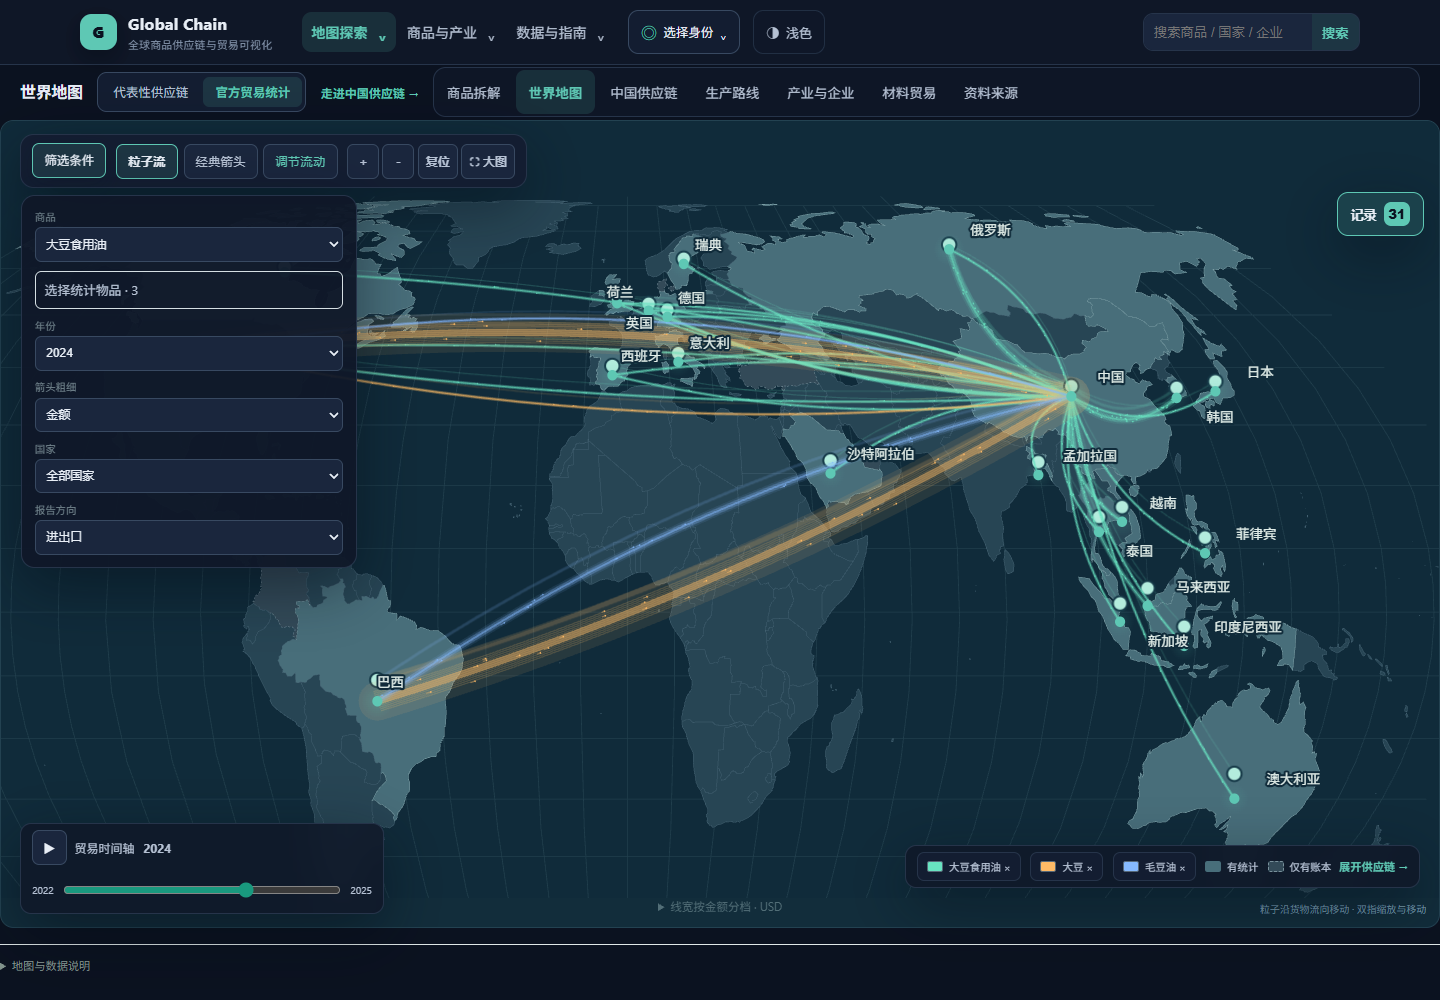 G
Global Chain
全球商品供应链与贸易可视化
地图探索
商品与产业
数据与指南
选择身份
浅色
搜索商品 / 国家 / 企业
搜索
世界地图
代表性供应链
官方贸易统计
走进中国供应链 →
商品拆解
世界地图
中国供应链
生产路线
产业与企业
材料贸易
资料来源
筛选条件
粒子流
经典箭头
调节流动
+
-
复位
大图
商品
大豆食用油
选择统计物品 · 3
年份
2024
箭头粗细
金额
国家
全部国家
报告方向
进出口
记录 31
俄罗斯
瑞典
荷兰
德国
英国
意大利
西班牙
中国
日本
韩国
沙特阿拉伯
孟加拉国
越南
菲律宾
泰国
马来西亚
新加坡
印度尼西亚
巴西
澳大利亚
▶ 贸易时间轴 2024
2022
2025
大豆食用油 ×
大豆 ×
毛豆油 ×
有统计
仅有账本
展开供应链 →
▶ 线宽按金额分档 · USD
粒子沿货物流向移动 · 双指缩放与移动
▶ 地图与数据说明